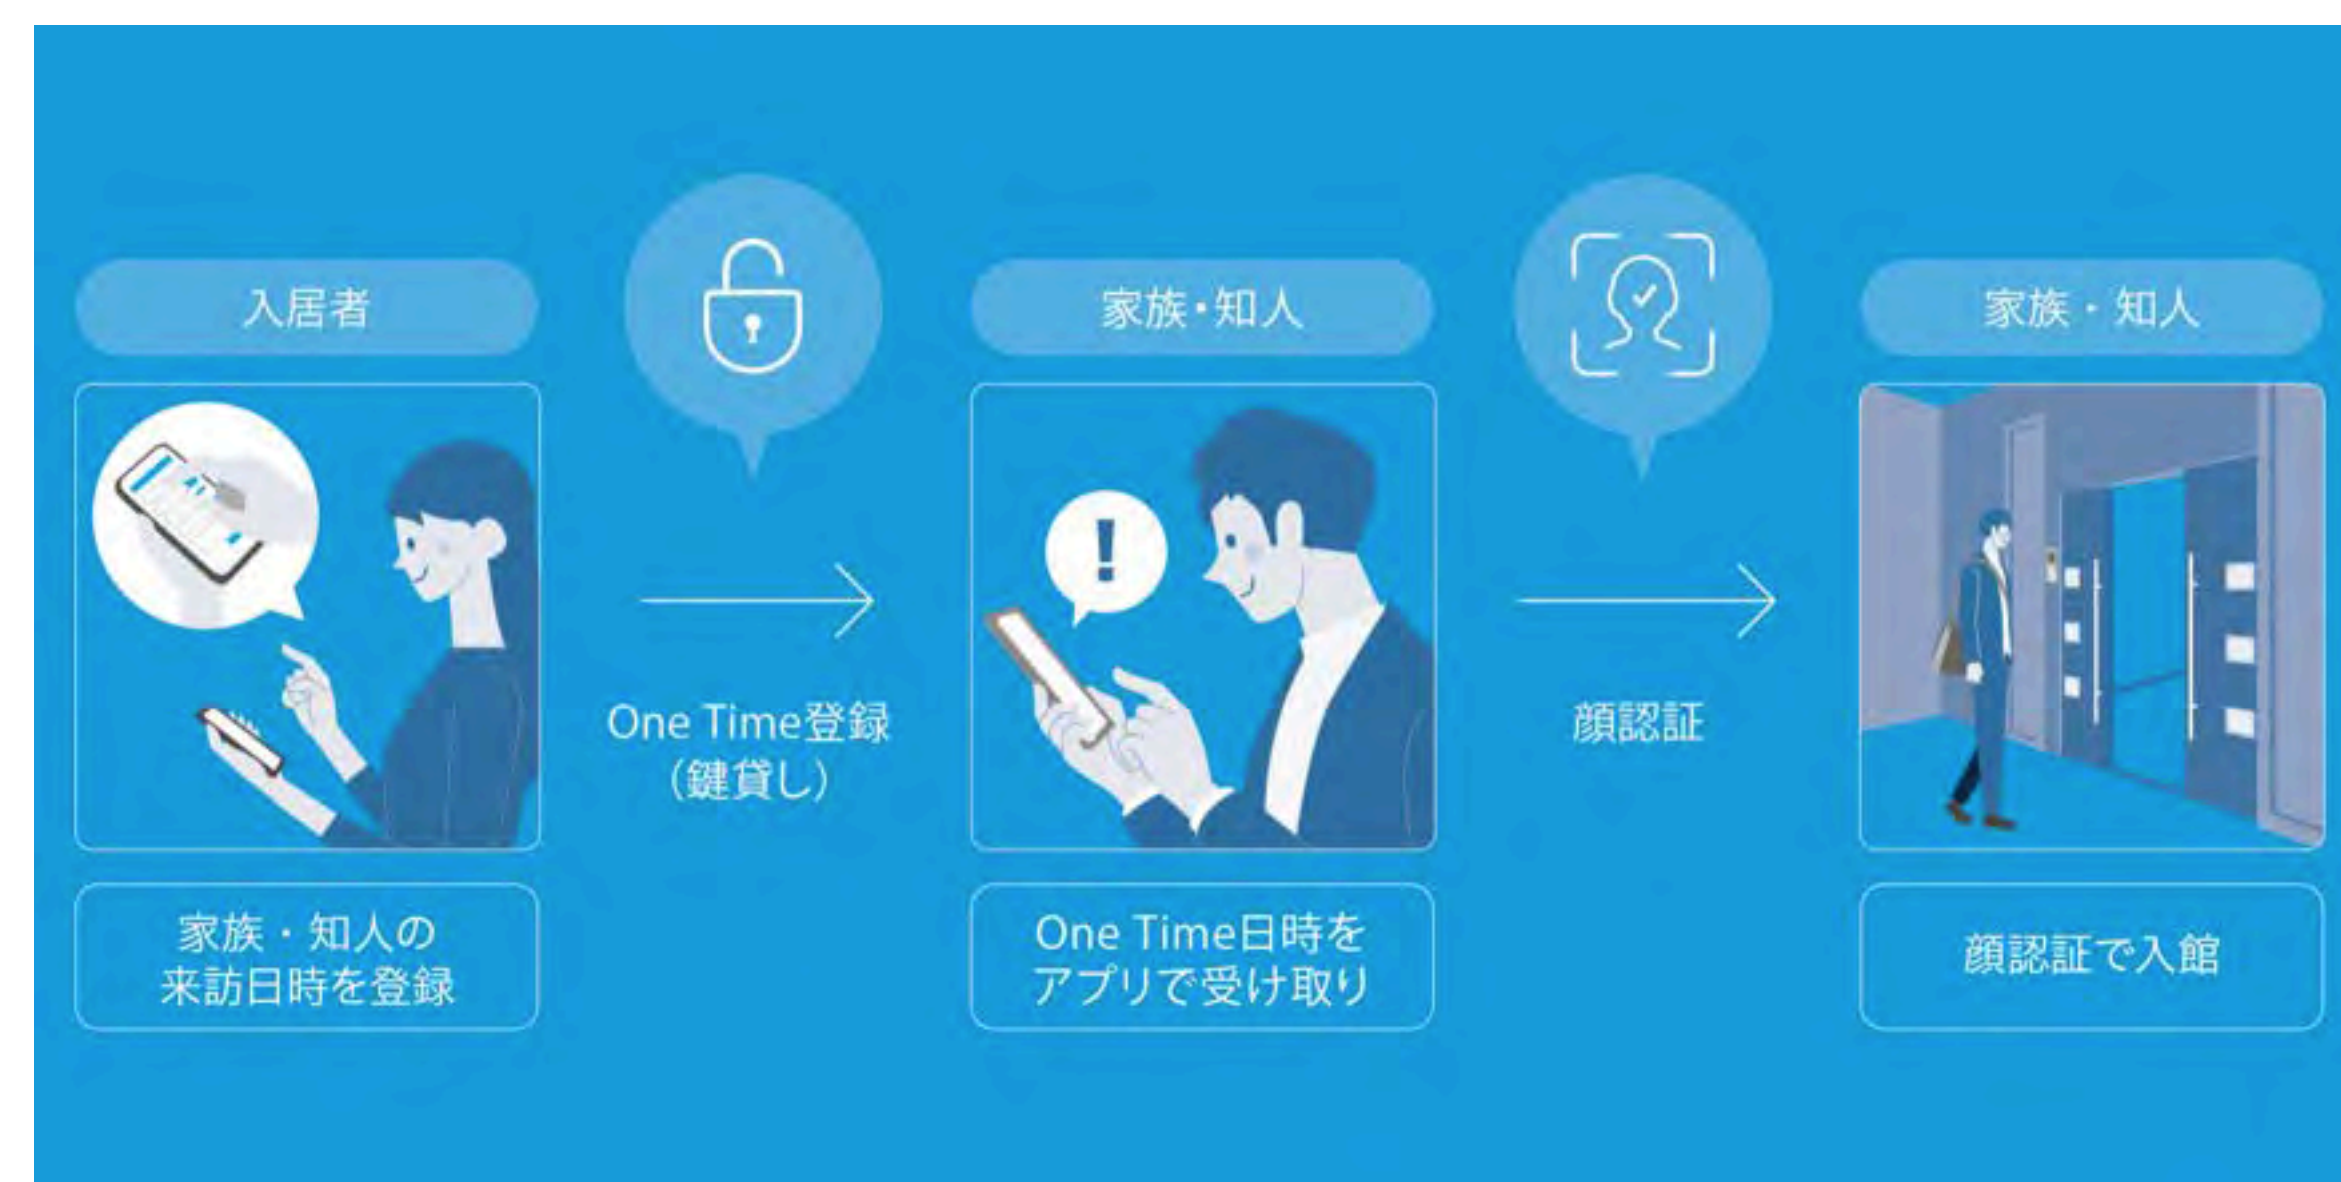 入居者
家族・知人の
来訪日時を登録
One Time登録
(鍵貸し)
家族・知人
!
One Time日時を
アプリで受け取り
顔認証
家族・知人
顔認証で入館